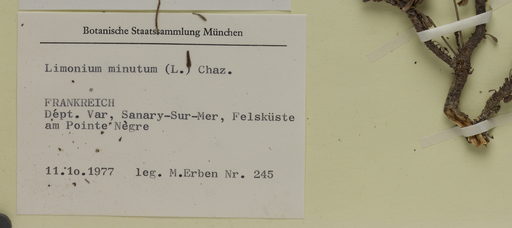 Botanische Staatssammlung München
Limonium minutum (L.) Chaz.
FRANKREICH
Dépt. Var, Sanary-Sur-Mer, Felsküste
am Pointe Nègre
11.1o.1977 leg. M.Erben Nr. 245